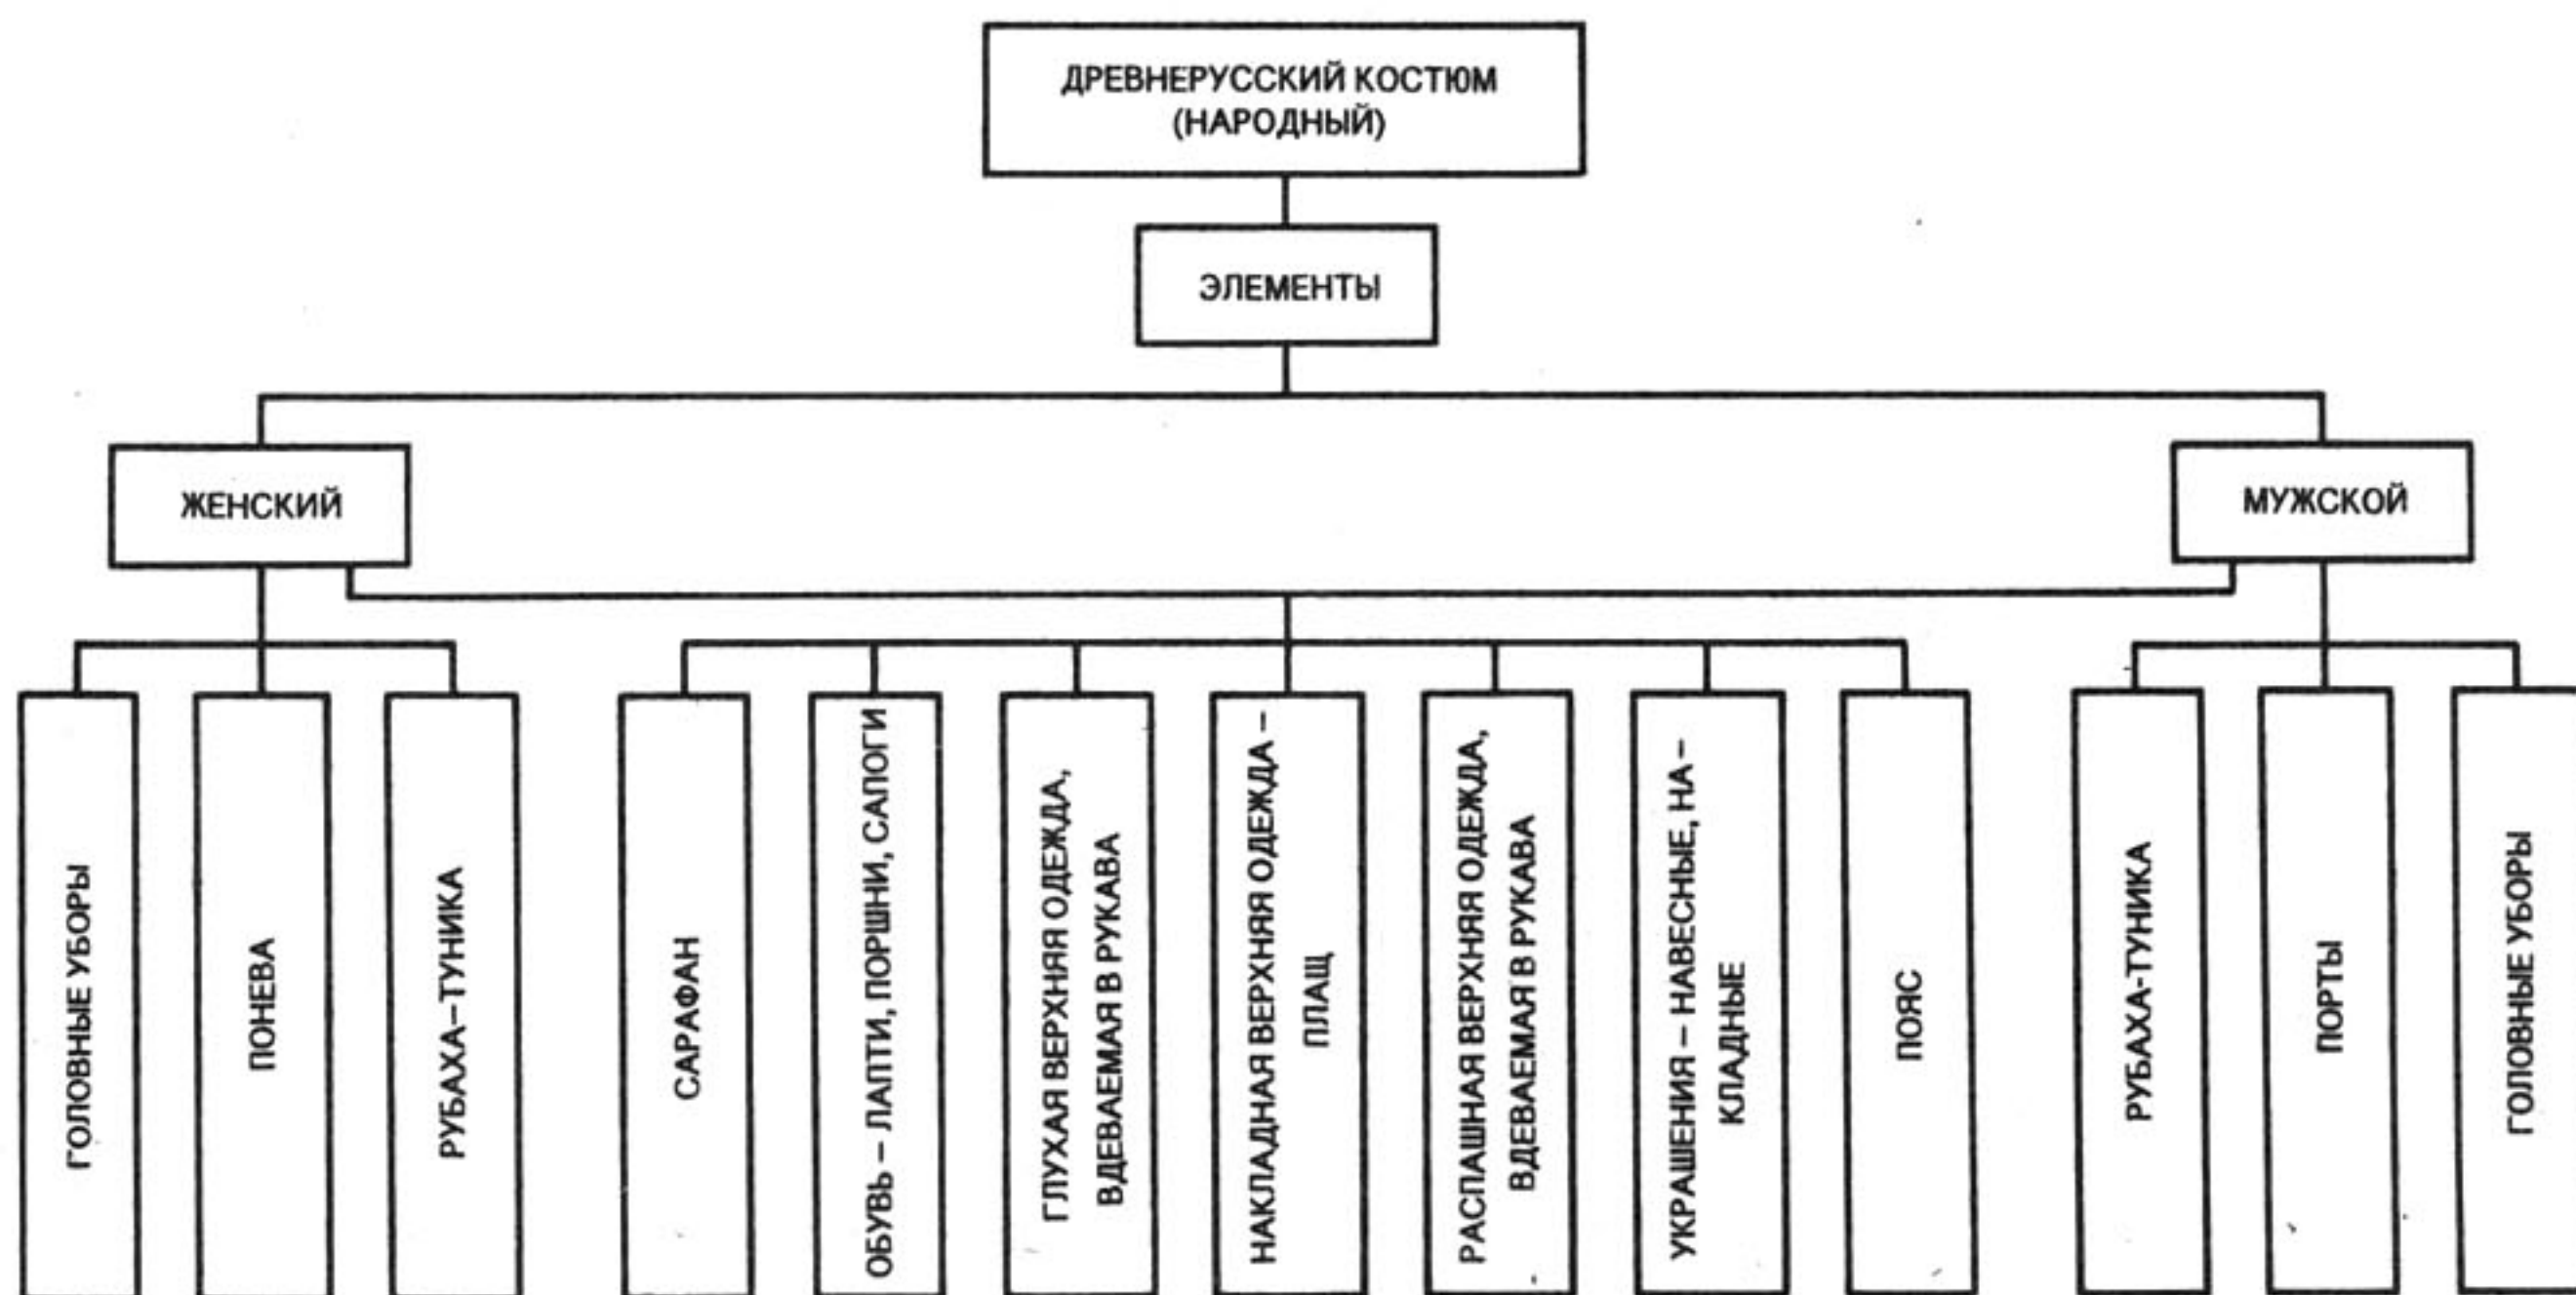 ДРЕВНЕРУССКИЙ КОСТЮМ
(НАРОДНЫЙ)
ЭЛЕМЕНТЫ
ЖЕНСКИЙ
МУЖСКОЙ
ГОЛОВНЫЕ УБОРЫ
ПОНЕВА
РУБАХА–ТУНИКА
САРАФАН
ОБУВЬ – ЛАПТИ, ПОРШНИ, САПОГИ
ГЛУХАЯ ВЕРХНЯЯ ОДЕЖДА,
ВДЕВАЕМАЯ В РУКАВА
НАКЛАДНАЯ ВЕРХНЯЯ ОДЕЖДА –
ПЛАЩ
РАСПАШНАЯ ВЕРХНЯЯ ОДЕЖДА,
ВДЕВАЕМАЯ В РУКАВА
УКРАШЕНИЯ – НАВЕСНЫЕ, НА–
КЛАДНЫЕ
ПОЯС
РУБАХА-ТУНИКА
ПОРТЫ
ГОЛОВНЫЕ УБОРЫ